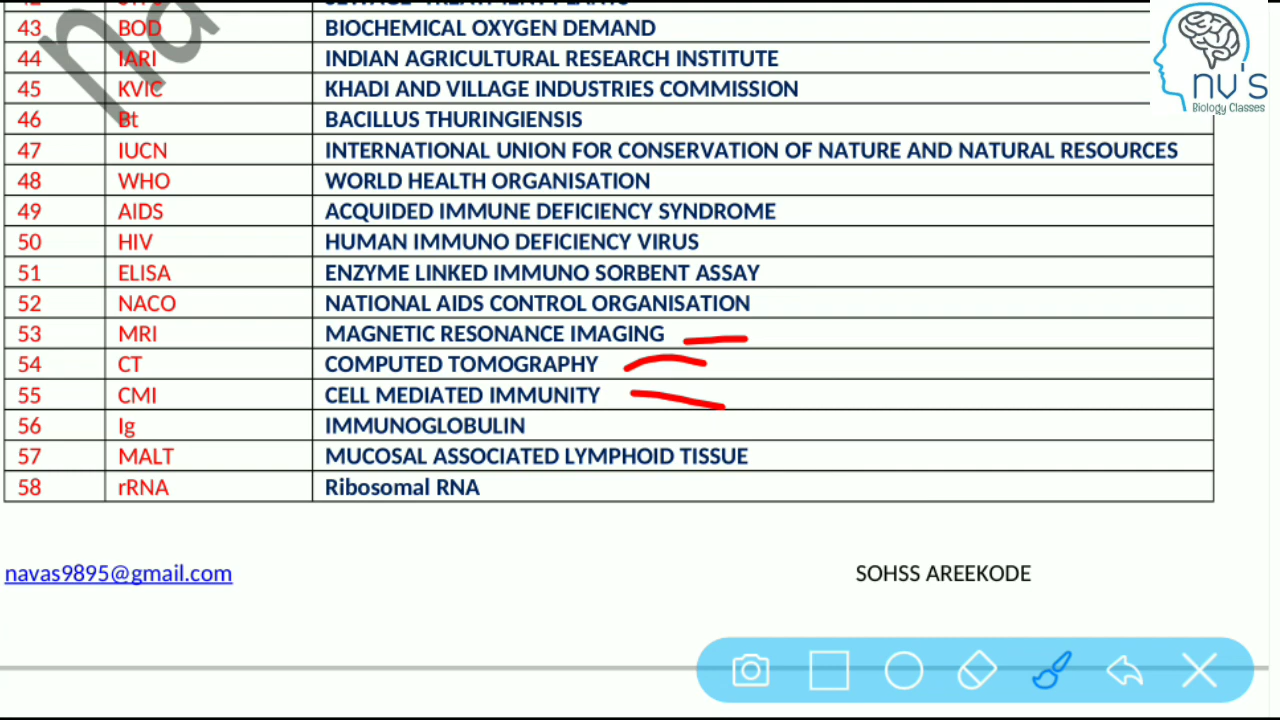 43 BOD BIOCHEMICAL OXYGEN DEMAND
44 IARI INDIAN AGRICULTURAL RESEARCH INSTITUTE
45 KVIC KHADI AND VILLAGE INDUSTRIES COMMISSION
46 Bt BACILLUS THURINGIENSIS
47 IUCN INTERNATIONAL UNION FOR CONSERVATION OF NATURE AND NATURAL RESOURCES
48 WHO WORLD HEALTH ORGANISATION
49 AIDS ACQUIDED IMMUNE DEFICIENCY SYNDROME
50 HIV HUMAN IMMUNO DEFICIENCY VIRUS
51 ELISA ENZYME LINKED IMMUNO SORBENT ASSAY
52 NACO NATIONAL AIDS CONTROL ORGANISATION
53 MRI MAGNETIC RESONANCE IMAGING
54 CT COMPUTED TOMOGRAPHY
55 CMI CELL MEDIATED IMMUNITY
56 Ig IMMUNOGLOBULIN
57 MALT MUCOSAL ASSOCIATED LYMPHOID TISSUE
58 rRNA Ribosomal RNA
navas9895@gmail.com SOHSS AREEKODE
nv's
Biology Classes